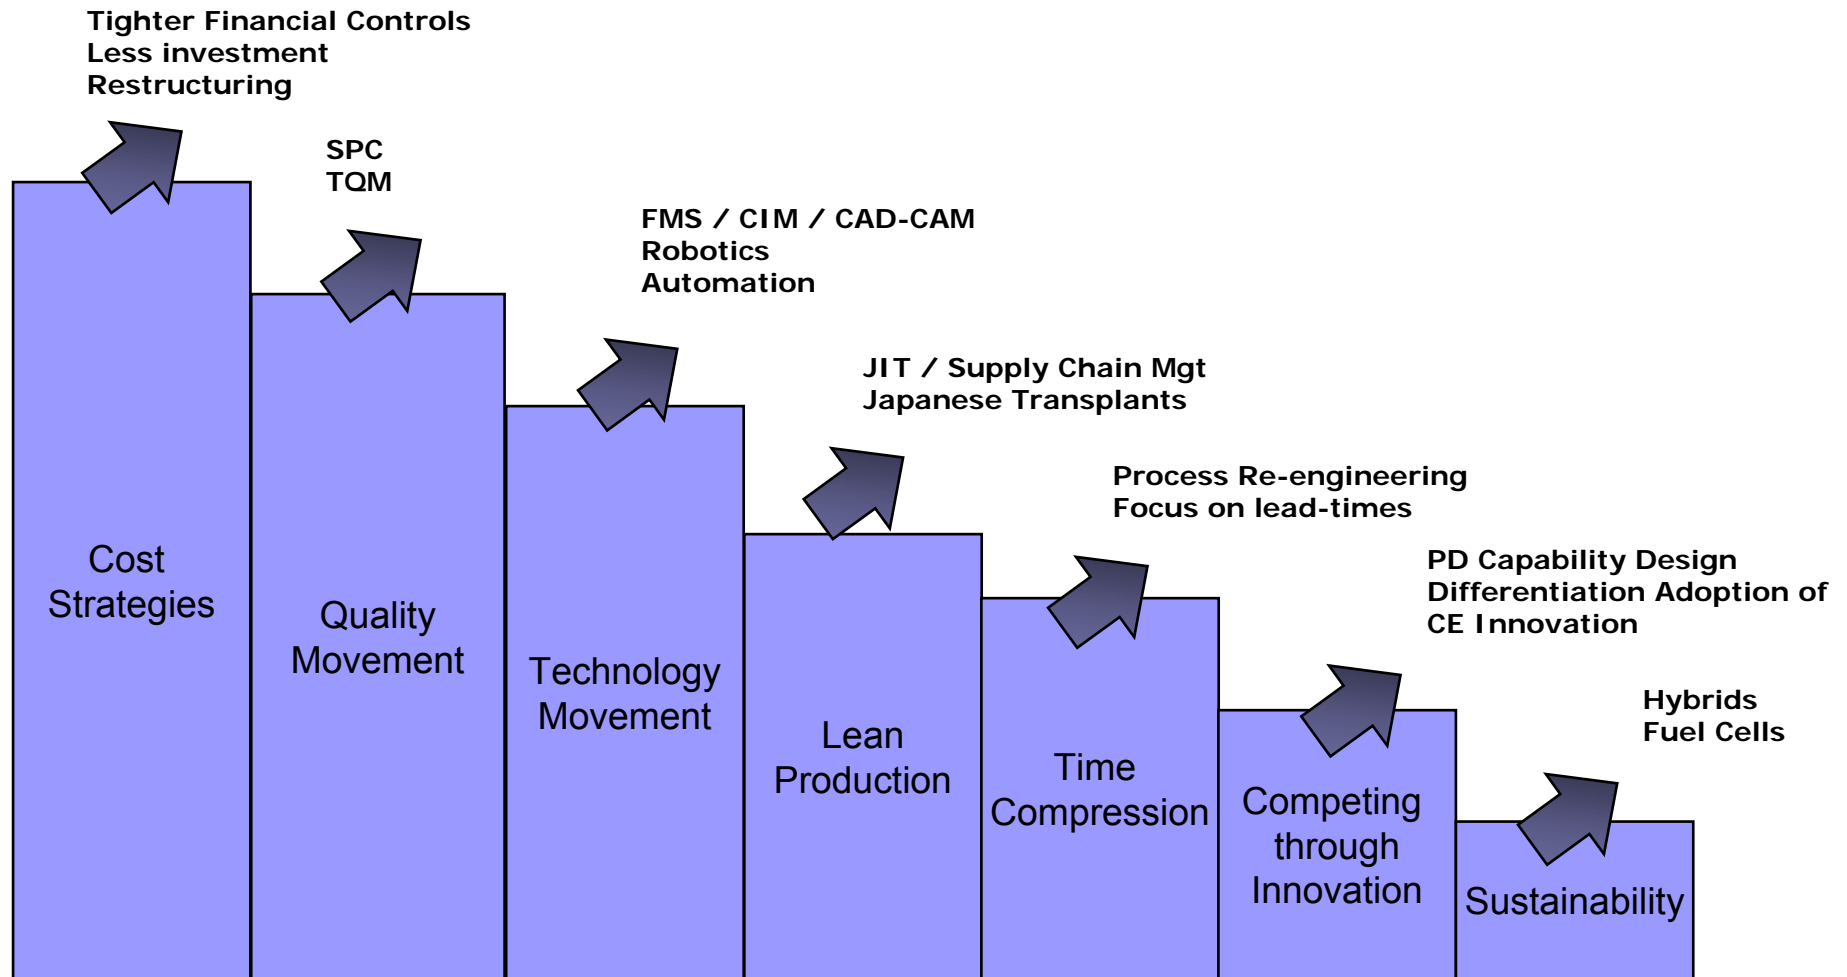 Tighter Financial Controls
Less investment
Restructuring
SPC
TQM
FMS / CIM / CAD-CAM
Robotics
Automation
JIT / Supply Chain Mgt
Japanese Transplants
Process Re-engineering
Focus on lead-times
PD Capability Design
Differentiation Adoption of
CE Innovation
Hybrids
Fuel Cells
Cost
Strategies
Quality
Movement
Technology
Movement
Lean
Production
Time
Compression
Competing
through
Innovation
Sustainability